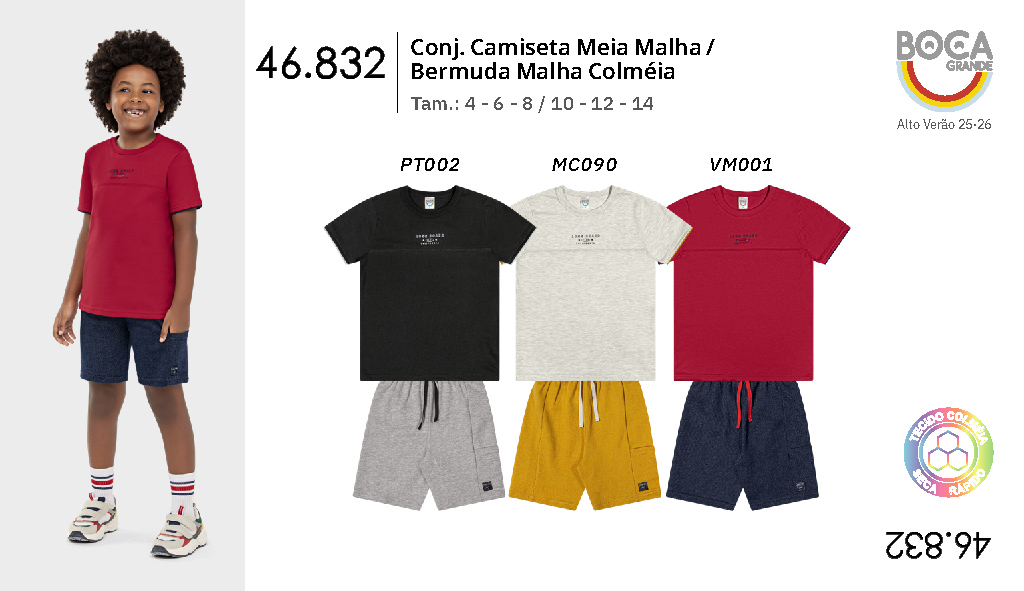 46.832
Conj. Camiseta Meia Malha /
Bermuda Malha Colméia
Tam.: 4 - 6 - 8 / 10 - 12 - 14
BOCA
GRANDE
Alto Verão 25-26
PT002
MC090
VM001
TECIDO COLMÉIA
SECA RÁPIDO
46.832